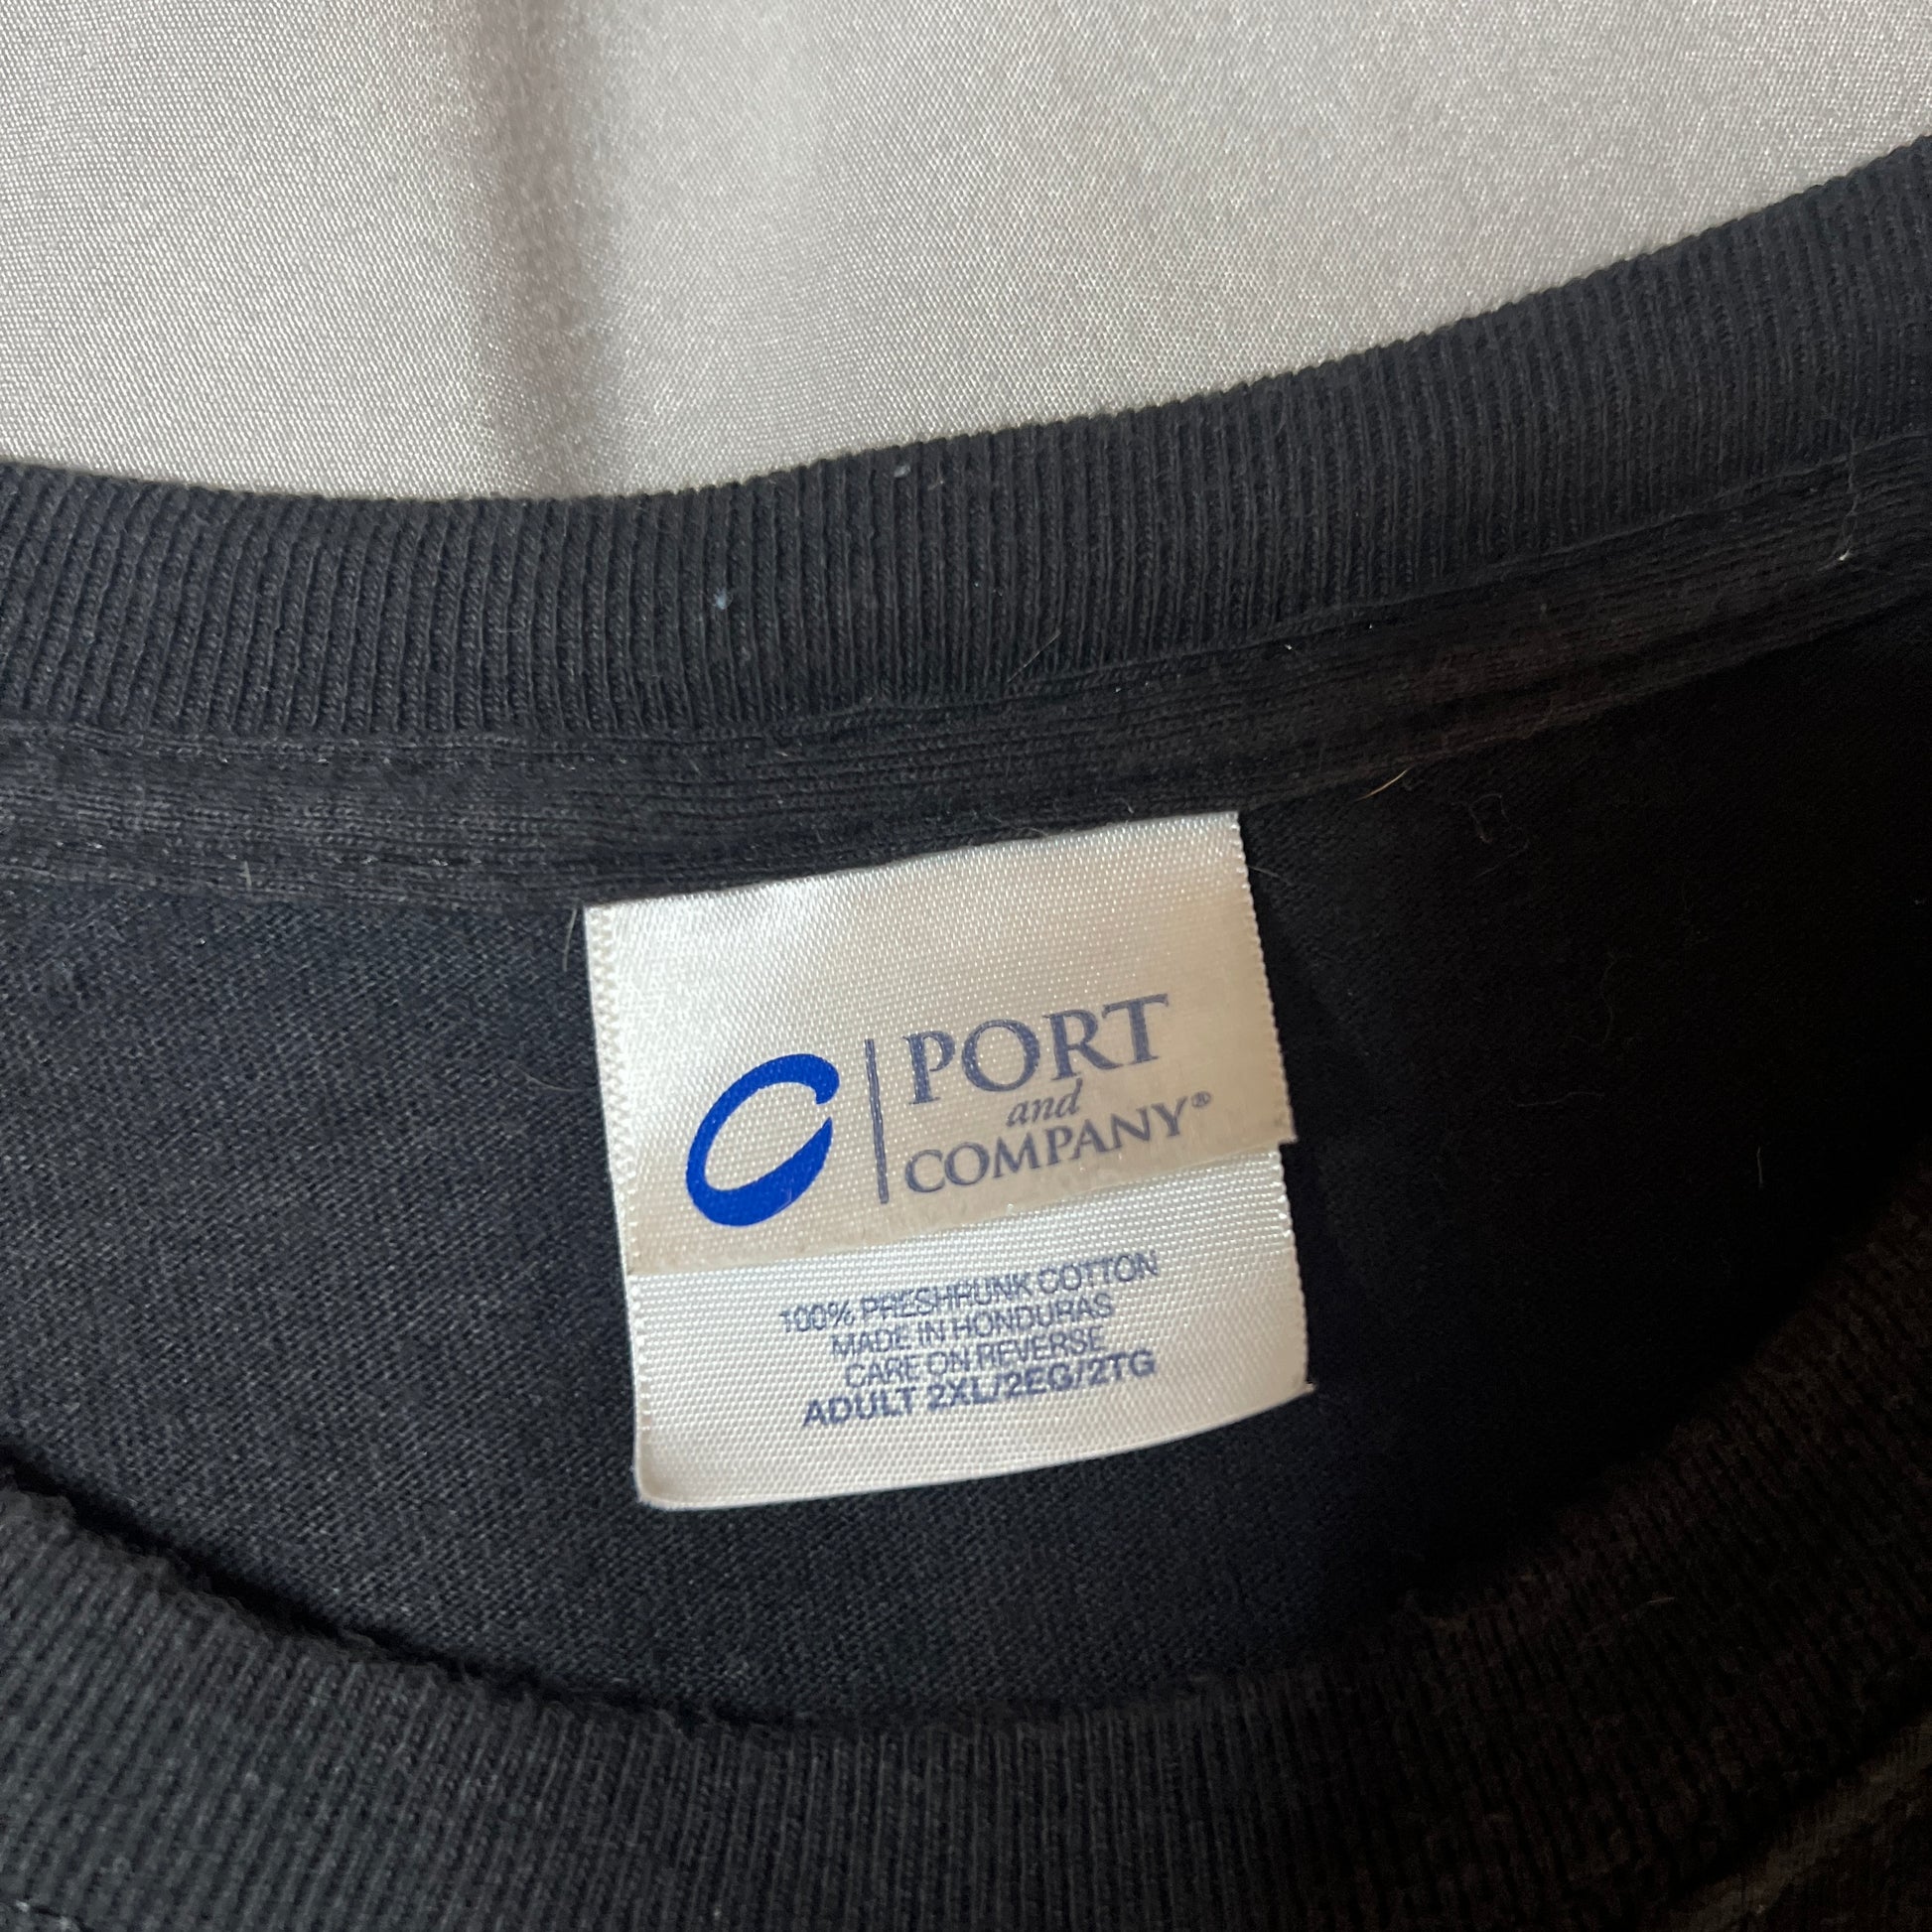 PORT
and
COMPANY®
100% PRESHRUNK COTTON
MADE IN HONDURAS
CARE ON REVERSE
ADULT 2XL/2EG/2TG